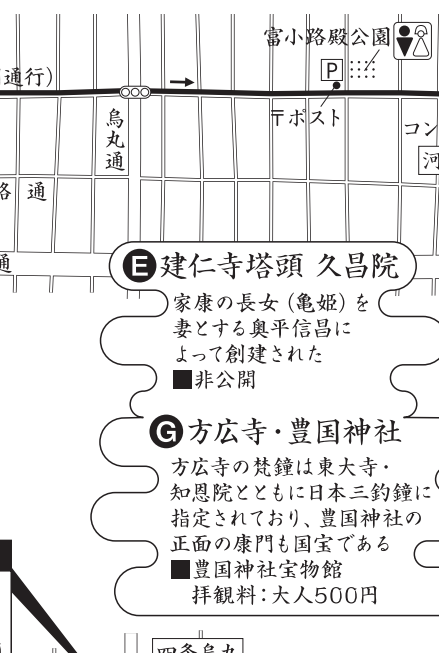 富小路殿公園
通行)
P
〒ポスト
烏丸通
コン
河
路 通
通
E 建仁寺塔頭 久昌院
家康の長女(亀姫)を
妻とする奥平信昌に
よって創建された
■非公開
G 方広寺・豊国神社
方広寺の梵鐘は東大寺・
知恩院とともに日本三釣鐘に
指定されており、豊国神社の
正面の康門も国宝である
■豊国神社宝物館
拝観料:大人500円
四条烏丸